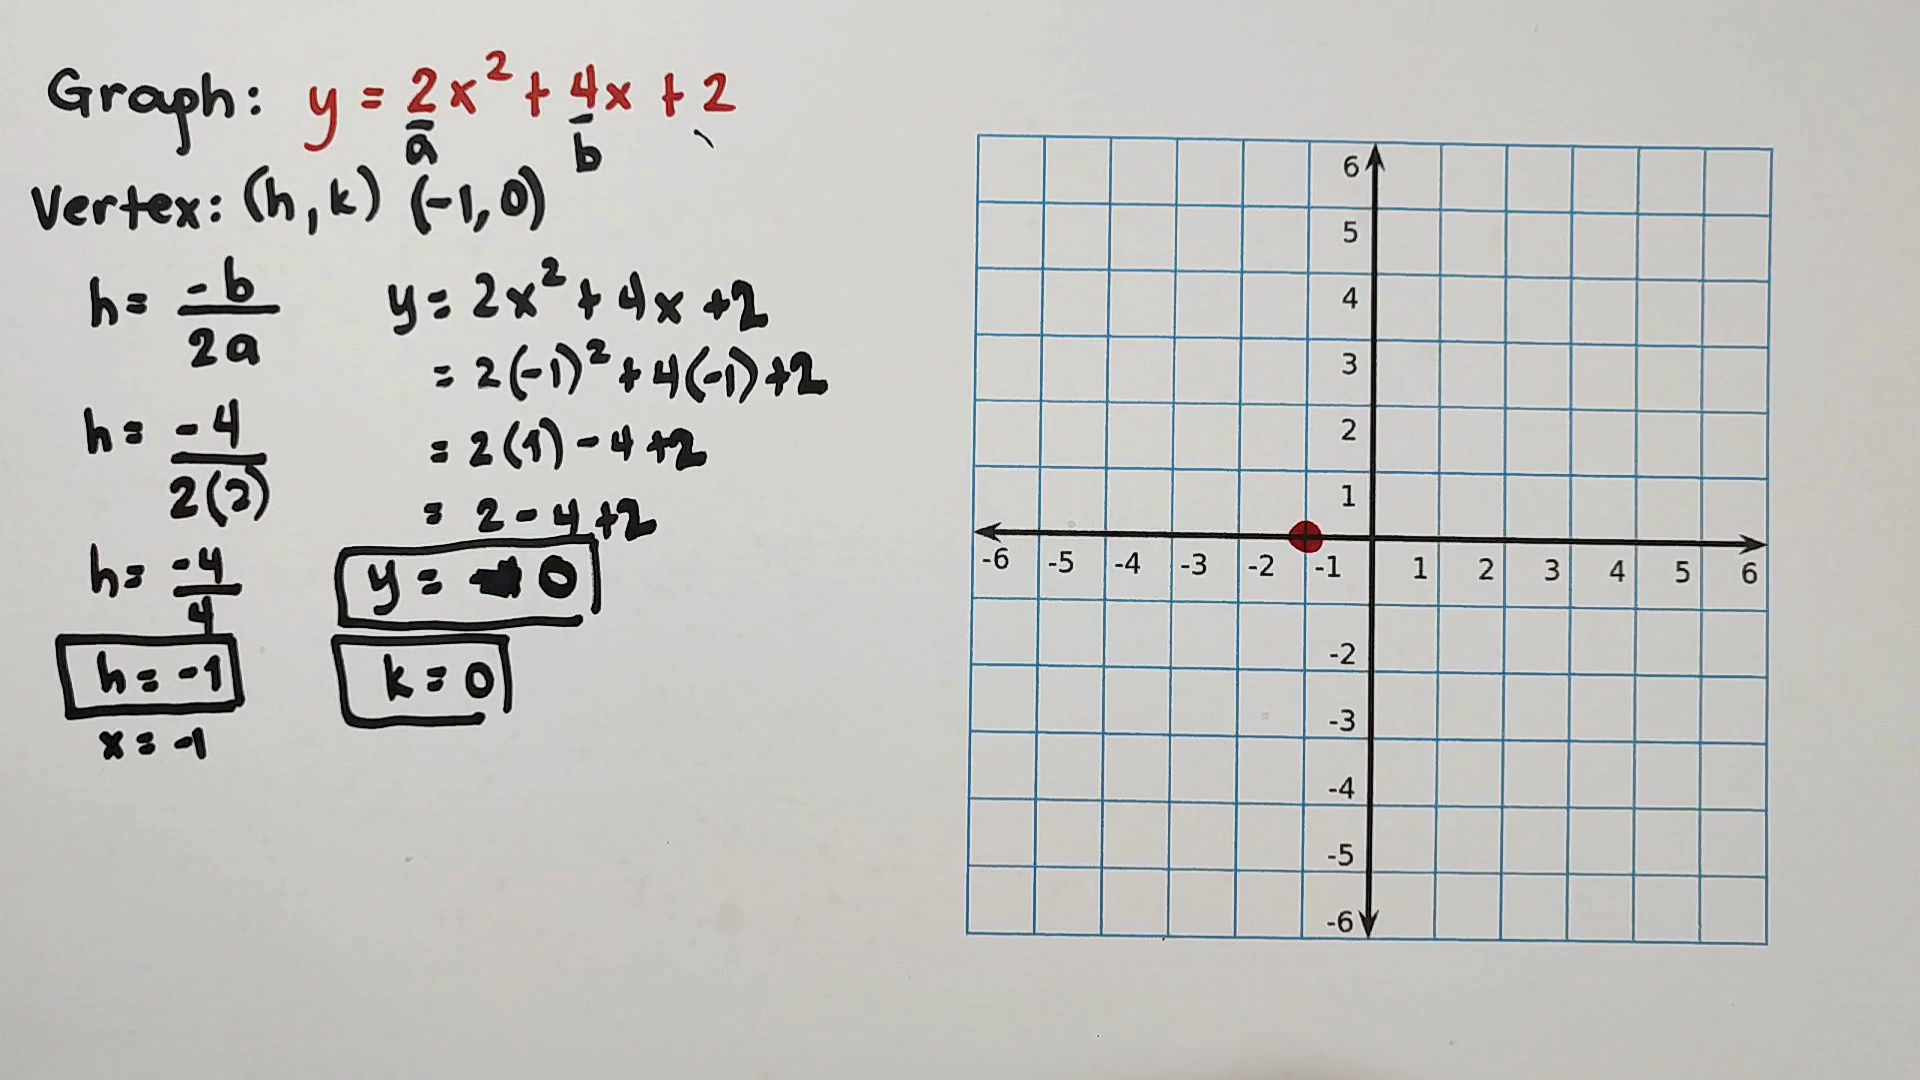 Graph: y = 2x² + 4x + 2
a b
Vertex: (h, k) (-1, 0)
h = -b / 2a
h = -4 / 2(2)
h = -4 / 4
h = -1
x = -1
y = 2x² + 4x + 2
= 2(-1)² + 4(-1) + 2
= 2(1) - 4 + 2
= 2 - 4 + 2
y = 0
k = 0
6
5
4
3
2
1
-6 -5 -4 -3 -2 -1 1 2 3 4 5 6
-2
-3
-4
-5
-6